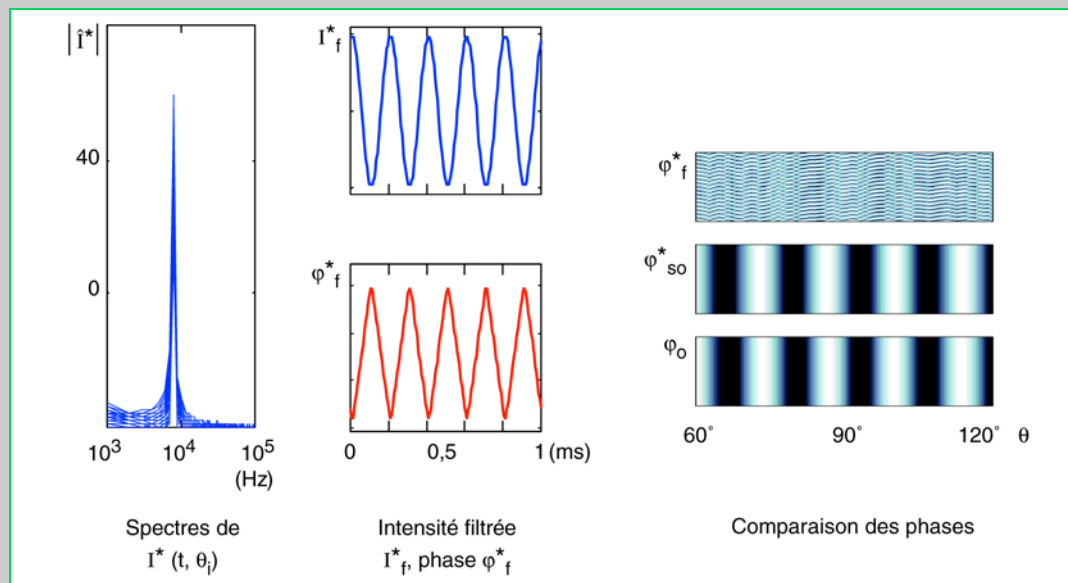 |Î*|
40
0
10³ 10⁴ 10⁵
(Hz)
Spectres de
I* (t, θᵢ)
I*f
φ*f
0 0,5 1 (ms)
Intensité filtrée
I*f, phase φ*f
φ*f
φ*so
φo
60° 90° 120° θ
Comparaison des phases